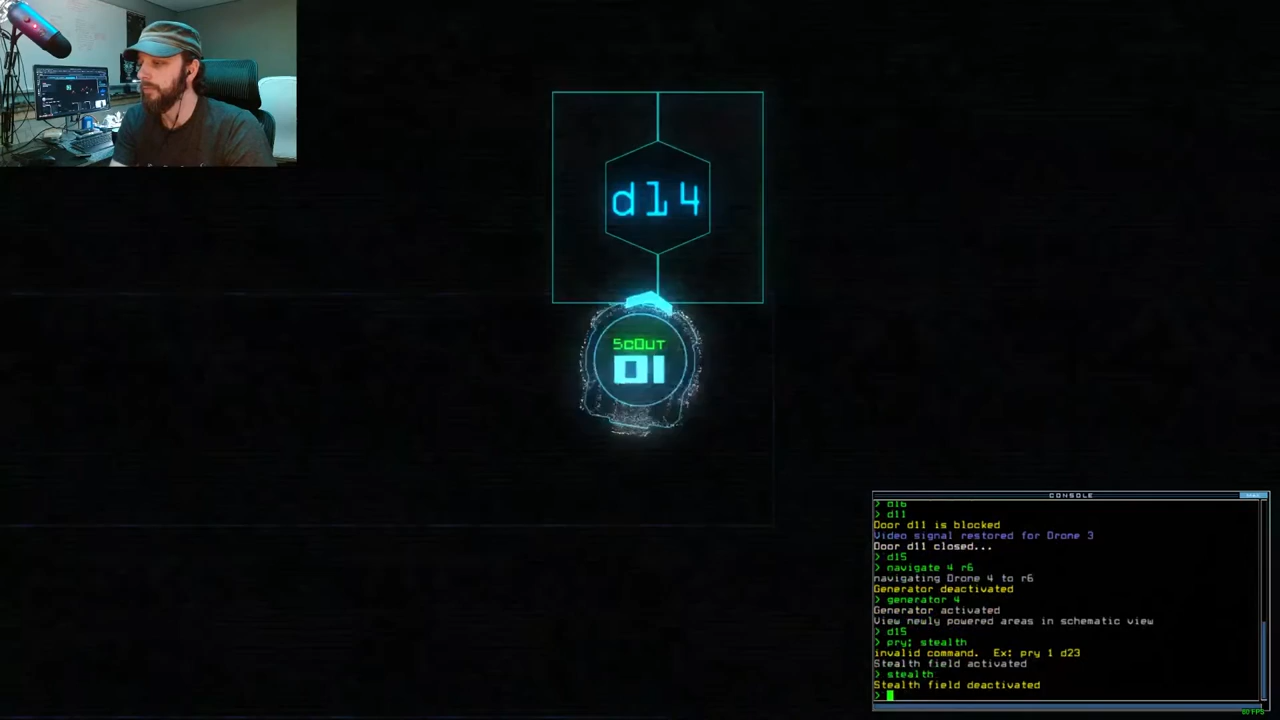 d14
ScOut
01
CONSOLE
> d16
> d11
Door d11 is blocked
Video signal restored for Drone 3
Door d11 closed...
> d15
> navigate 4 r6
navigating Drone 4 to r6
Generator deactivated
> generator 4
Generator activated
View newly powered areas in schematic view
> d15
> pry; stealth
invalid command.  Ex: pry 1 d23
Stealth field activated
> stealth
Stealth field deactivated
>
60 FPS